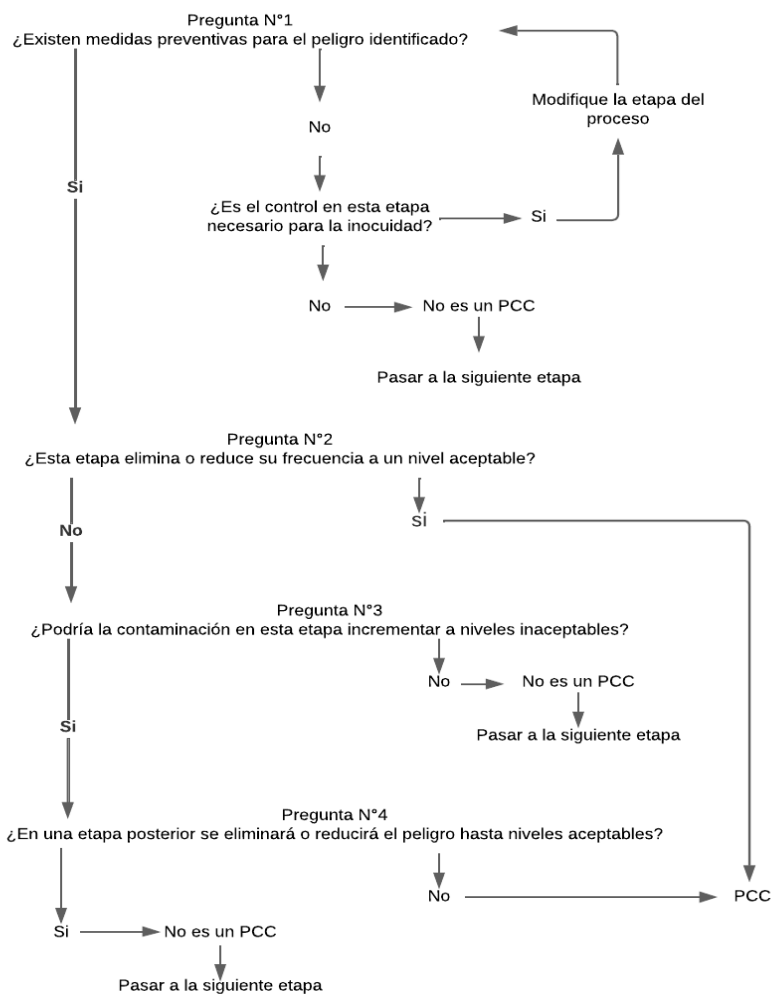 Pregunta N°1
¿Existen medidas preventivas para el peligro identificado?
Modifique la etapa del
proceso
No
Si
¿Es el control en esta etapa
necesario para la inocuidad?
Si
No
No es un PCC
Pasar a la siguiente etapa
Pregunta N°2
¿Esta etapa elimina o reduce su frecuencia a un nivel aceptable?
No
si
Pregunta N°3
¿Podría la contaminación en esta etapa incrementar a niveles inaceptables?
No
No es un PCC
Si
Pasar a la siguiente etapa
Pregunta N°4
¿En una etapa posterior se eliminará o reducirá el peligro hasta niveles aceptables?
No
PCC
Si
No es un PCC
Pasar a la siguiente etapa